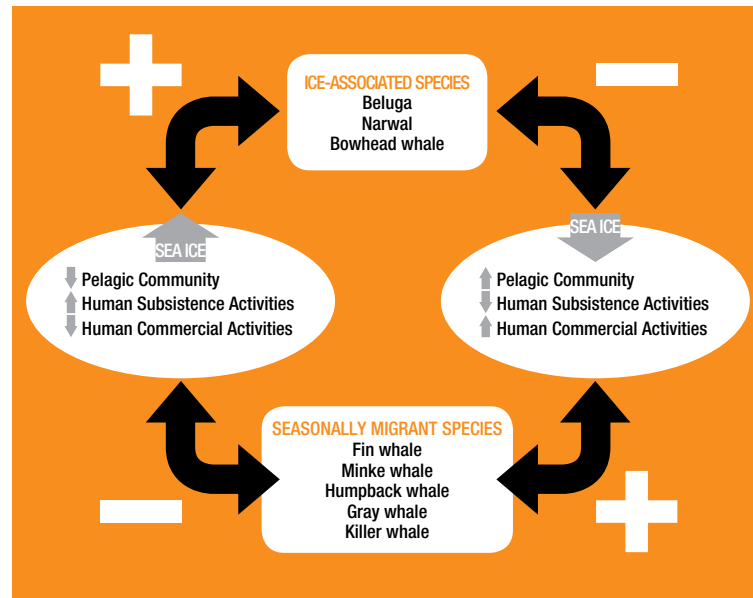 ICE-ASSOCIATED SPECIES
Beluga
Narwal
Bowhead whale
SEA ICE
Pelagic Community
Human Subsistence Activities
Human Commercial Activities
SEA ICE
Pelagic Community
Human Subsistence Activities
Human Commercial Activities
SEASONALLY MIGRANT SPECIES
Fin whale
Minke whale
Humpback whale
Gray whale
Killer whale